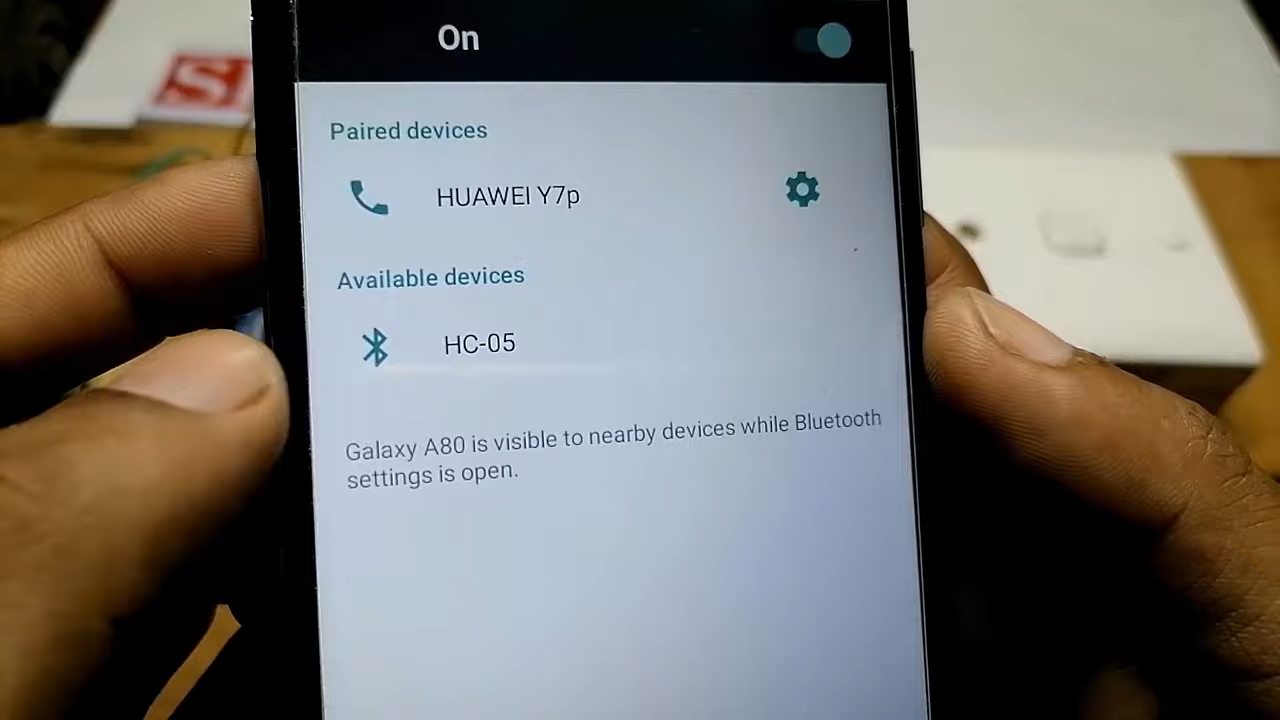 On
Paired devices
HUAWEI Y7p
Available devices
HC-05
Galaxy A80 is visible to nearby devices while Bluetooth
settings is open.